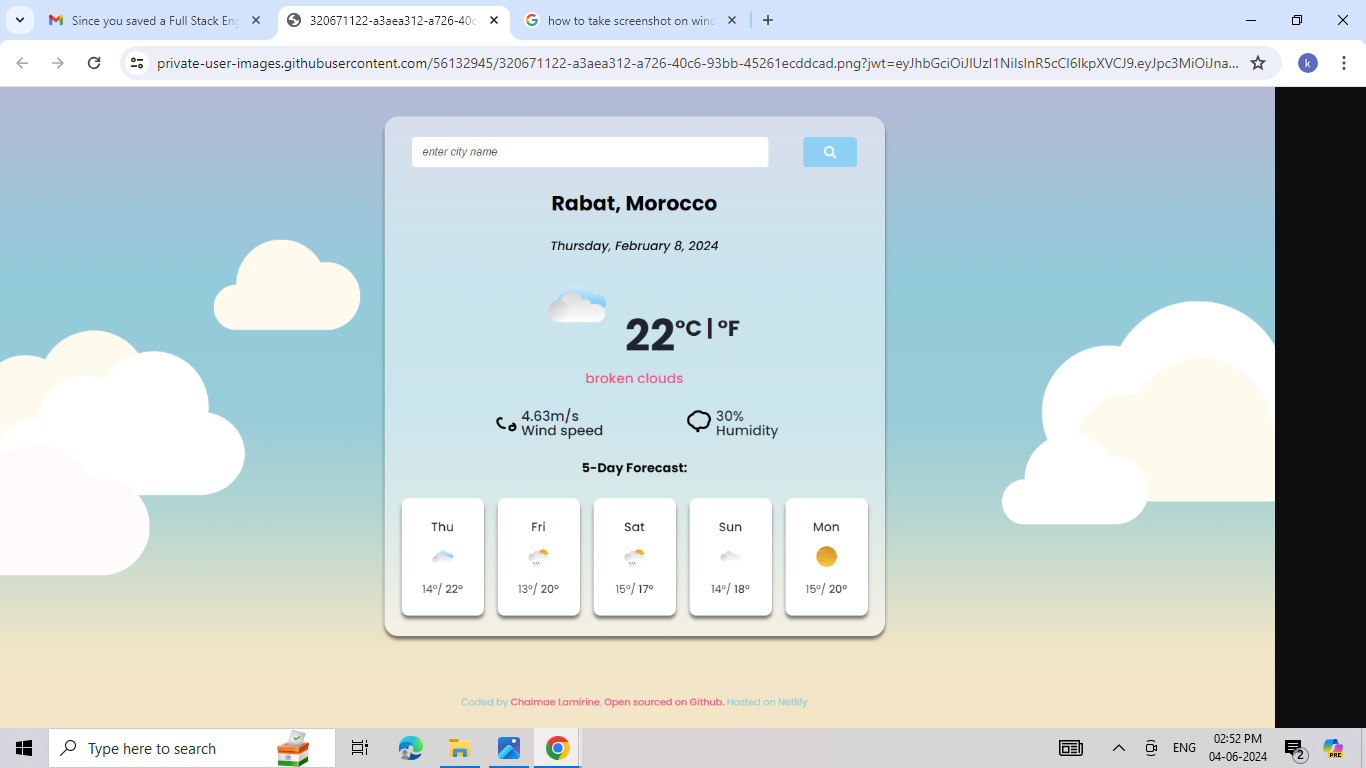 Since you saved a Full Stack Eng
320671122-a3aea312-a726-40c
how to take screenshot on wind
private-user-images.githubusercontent.com/56132945/320671122-a3aea312-a726-40c6-93bb-45261ecddcad.png?jwt=eyJhbGciOiJIUzI1NiIsInR5cCI6IkpXVCJ9.eyJpc3MiOiJna...
k
enter city name
Rabat, Morocco
Thursday, February 8, 2024
22°C | °F
broken clouds
4.63m/s
Wind speed
30%
Humidity
5-Day Forecast:
Thu
14°/ 22°
Fri
13°/ 20°
Sat
15°/ 17°
Sun
14°/ 18°
Mon
15°/ 20°
Coded by Chaimae Lamirine, Open sourced on Github. Hosted on Netlify
Type here to search
ENG
02:52 PM
04-06-2024
2
PRE